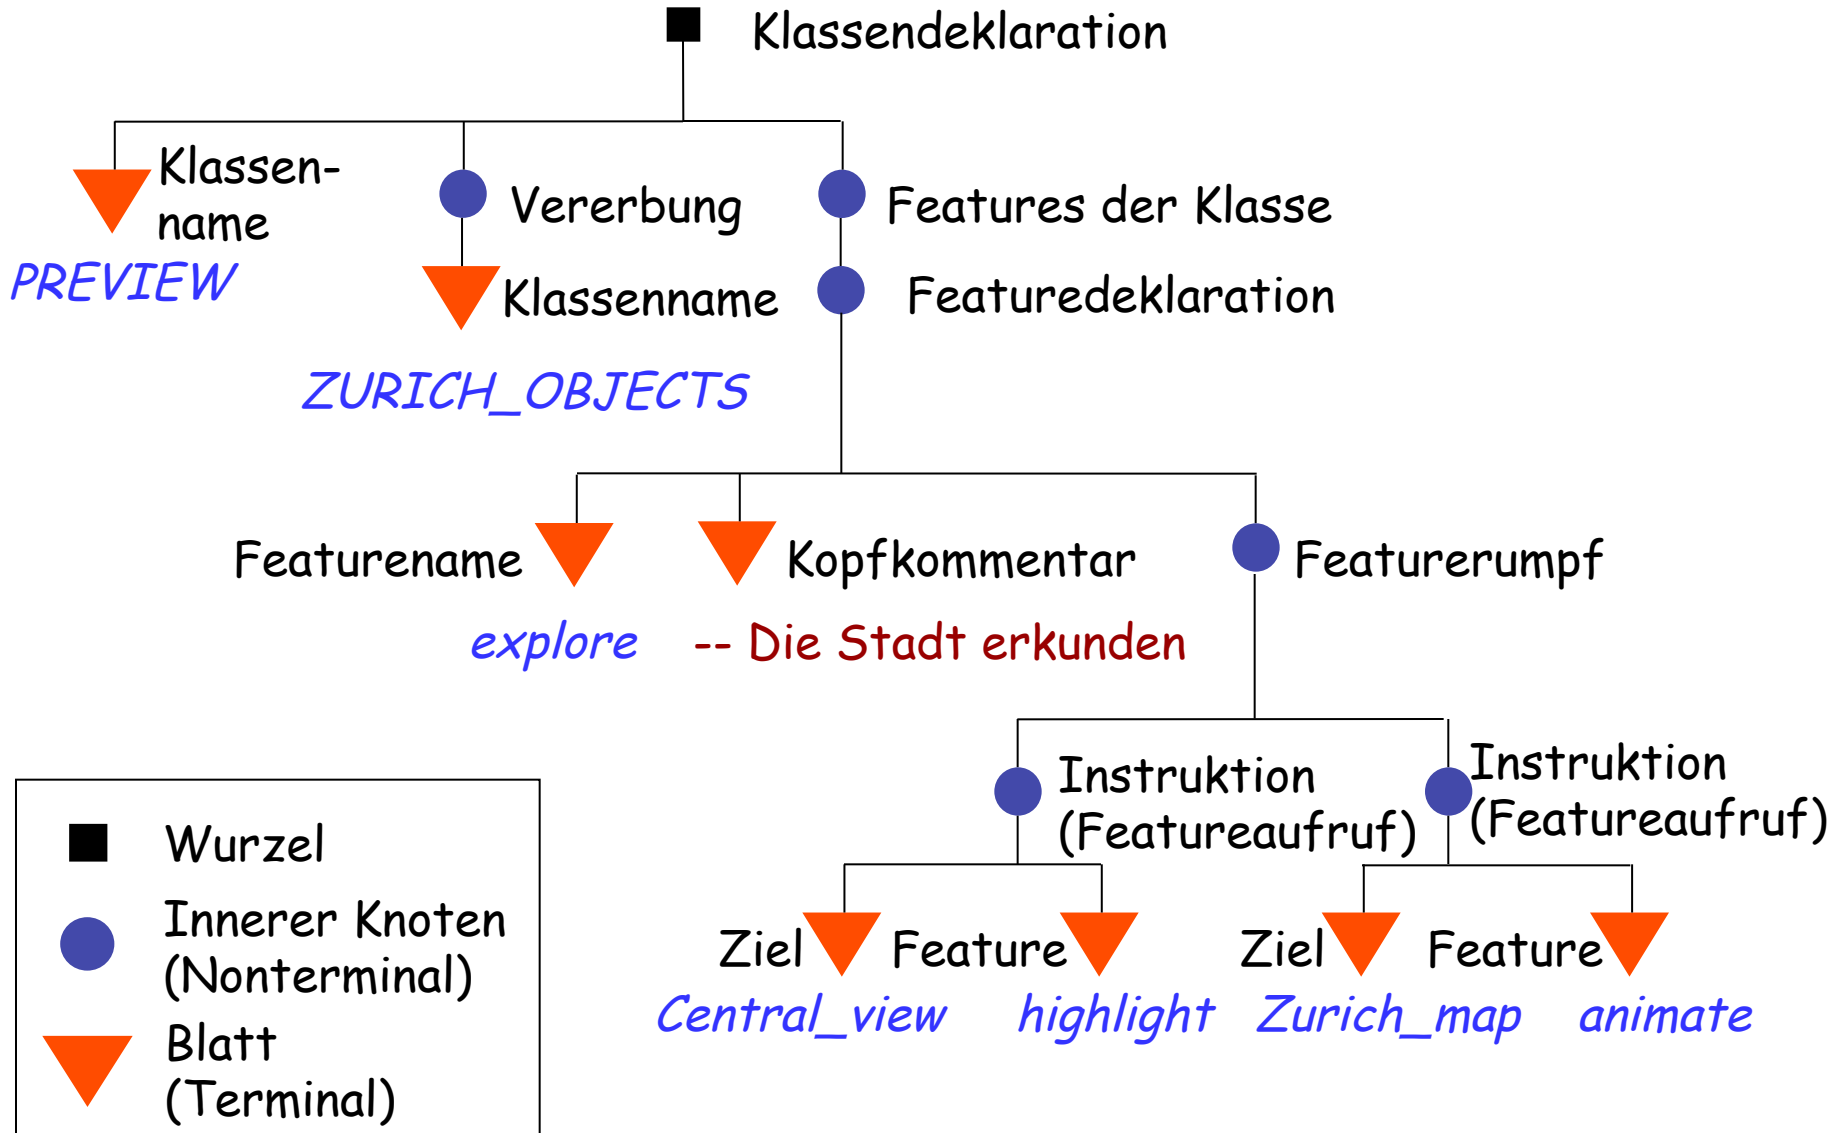 Klassendeklaration
Klassen-
name
PREVIEW
Vererbung
Features der Klasse
Klassenname
Featuredeklaration
ZURICH_OBJECTS
Featurename
Kopfkommentar
Featurerumpf
explore
-- Die Stadt erkunden
Instruktion
(Featureaufruf)
Instruktion
(Featureaufruf)
Ziel
Feature
Ziel
Feature
Central_view
highlight
Zurich_map
animate
Wurzel
Innerer Knoten
(Nonterminal)
Blatt
(Terminal)